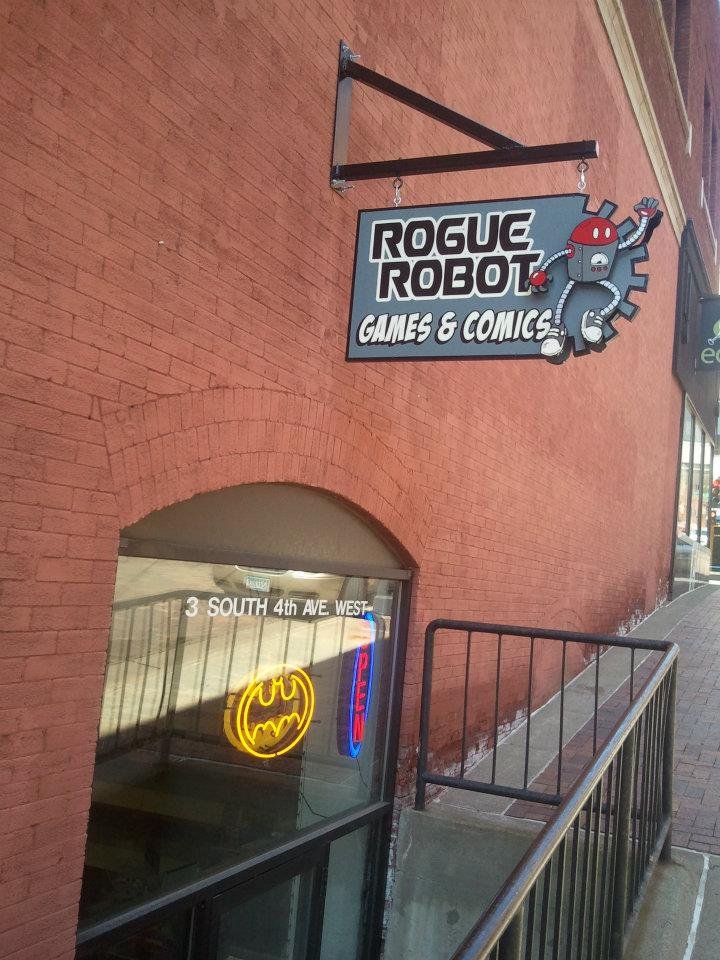 ROGUE
ROBOT
GAMES & COMICS
3 SOUTH 4th AVE. WEST
OPEN